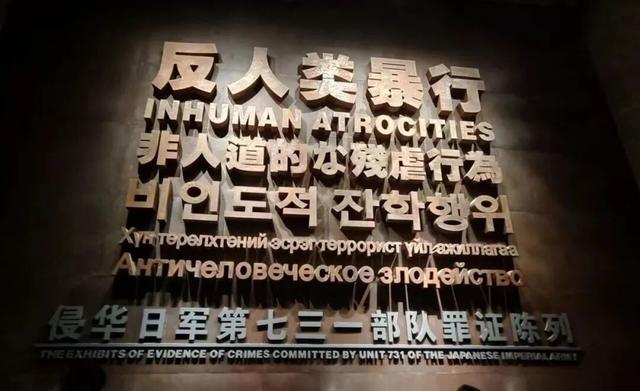 反人类暴行
INHUMAN ATROCITIES
非人道的な残虐行為
비인도적 잔학행위
Хүн төрөлхтөний эсрэг террорист үйл ажиллагаа
Античеловеческое злодейство
侵华日军第七三一部队罪证陈列
THE EXHIBITS OF EVIDENCE OF CRIMES COMMITTED BY UNIT 731 OF THE JAPANESE IMPERIAL ARMY